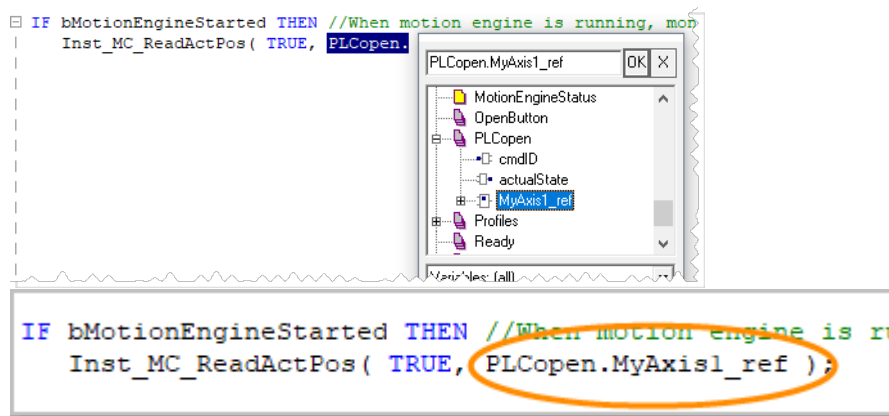 IF bMotionEngineStarted THEN //When motion engine is running, mon
Inst_MC_ReadActPos( TRUE, PLCopen.
PLCopen.MyAxis1_ref OK X
MotionEngineStatus
OpenButton
PLCopen
cmdID
actualState
MyAxis1_ref
Profiles
Ready
Variables: (all)
IF bMotionEngineStarted THEN //When motion engine is ru
Inst_MC_ReadActPos( TRUE, PLCopen.MyAxis1_ref );